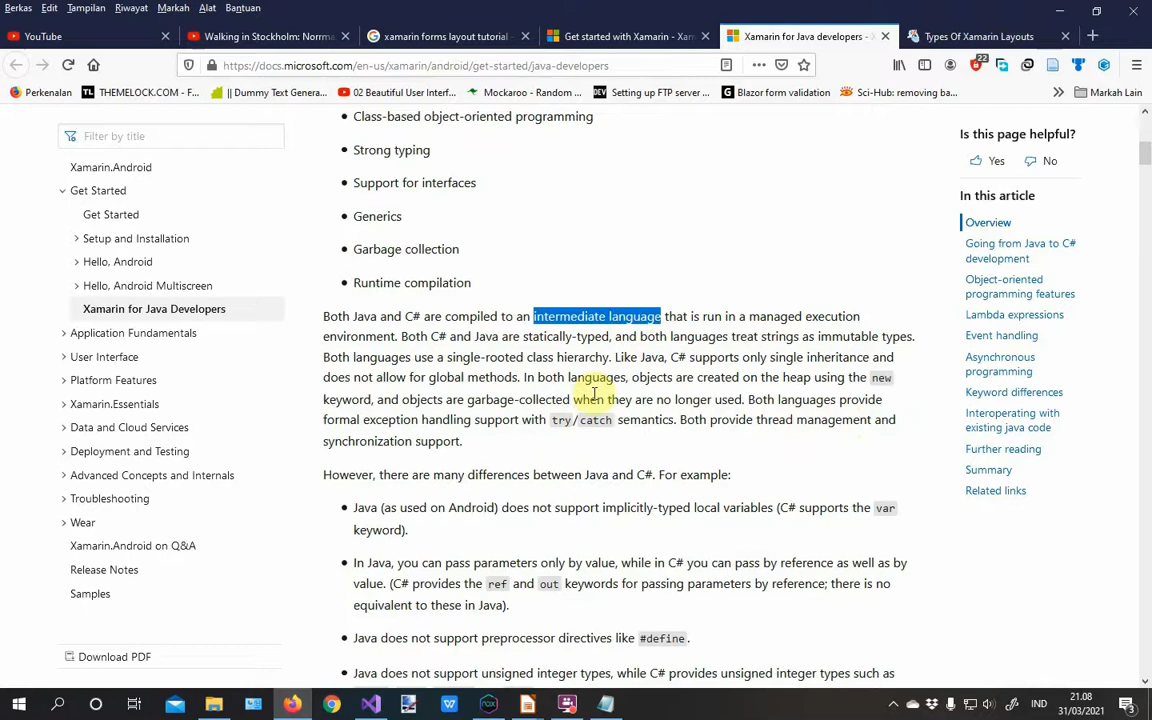 Berkas Edit Tampilan Riwayat Markah Alat Bantuan
YouTube
Walking in Stockholm: Norrma
xamarin forms layout tutorial -
Get started with Xamarin - Xam
Xamarin for Java developers -
Types Of Xamarin Layouts
https://docs.microsoft.com/en-us/xamarin/android/get-started/java-developers
22
Perkenalan
TL THEMELOCK.COM - F...
|| Dummy Text Genera...
02 Beautiful User Interf...
Mockaroo - Random ...
DEV Setting up FTP server ...
Blazor form validation
Sci-Hub: removing ba...
Markah Lain
Filter by title
Xamarin.Android
Get Started
Get Started
Setup and Installation
Hello, Android
Hello, Android Multiscreen
Xamarin for Java Developers
Application Fundamentals
User Interface
Platform Features
Xamarin.Essentials
Data and Cloud Services
Deployment and Testing
Advanced Concepts and Internals
Troubleshooting
Wear
Xamarin.Android on Q&A
Release Notes
Samples
Download PDF
• Class-based object-oriented programming
• Strong typing
• Support for interfaces
• Generics
• Garbage collection
• Runtime compilation
Both Java and C# are compiled to an intermediate language that is run in a managed execution
environment. Both C# and Java are statically-typed, and both languages treat strings as immutable types.
Both languages use a single-rooted class hierarchy. Like Java, C# supports only single inheritance and
does not allow for global methods. In both languages, objects are created on the heap using the new
keyword, and objects are garbage-collected when they are no longer used. Both languages provide
formal exception handling support with try/catch semantics. Both provide thread management and
synchronization support.
However, there are many differences between Java and C#. For example:
• Java (as used on Android) does not support implicitly-typed local variables (C# supports the var
keyword).
• In Java, you can pass parameters only by value, while in C# you can pass by reference as well as by
value. (C# provides the ref and out keywords for passing parameters by reference; there is no
equivalent to these in Java).
• Java does not support preprocessor directives like #define.
• Java does not support unsigned integer types, while C# provides unsigned integer types such as
Is this page helpful?
Yes No
In this article
Overview
Going from Java to C#
development
Object-oriented
programming features
Lambda expressions
Event handling
Asynchronous
programming
Keyword differences
Interoperating with
existing java code
Further reading
Summary
Related links
IND
21.08
31/03/2021
3